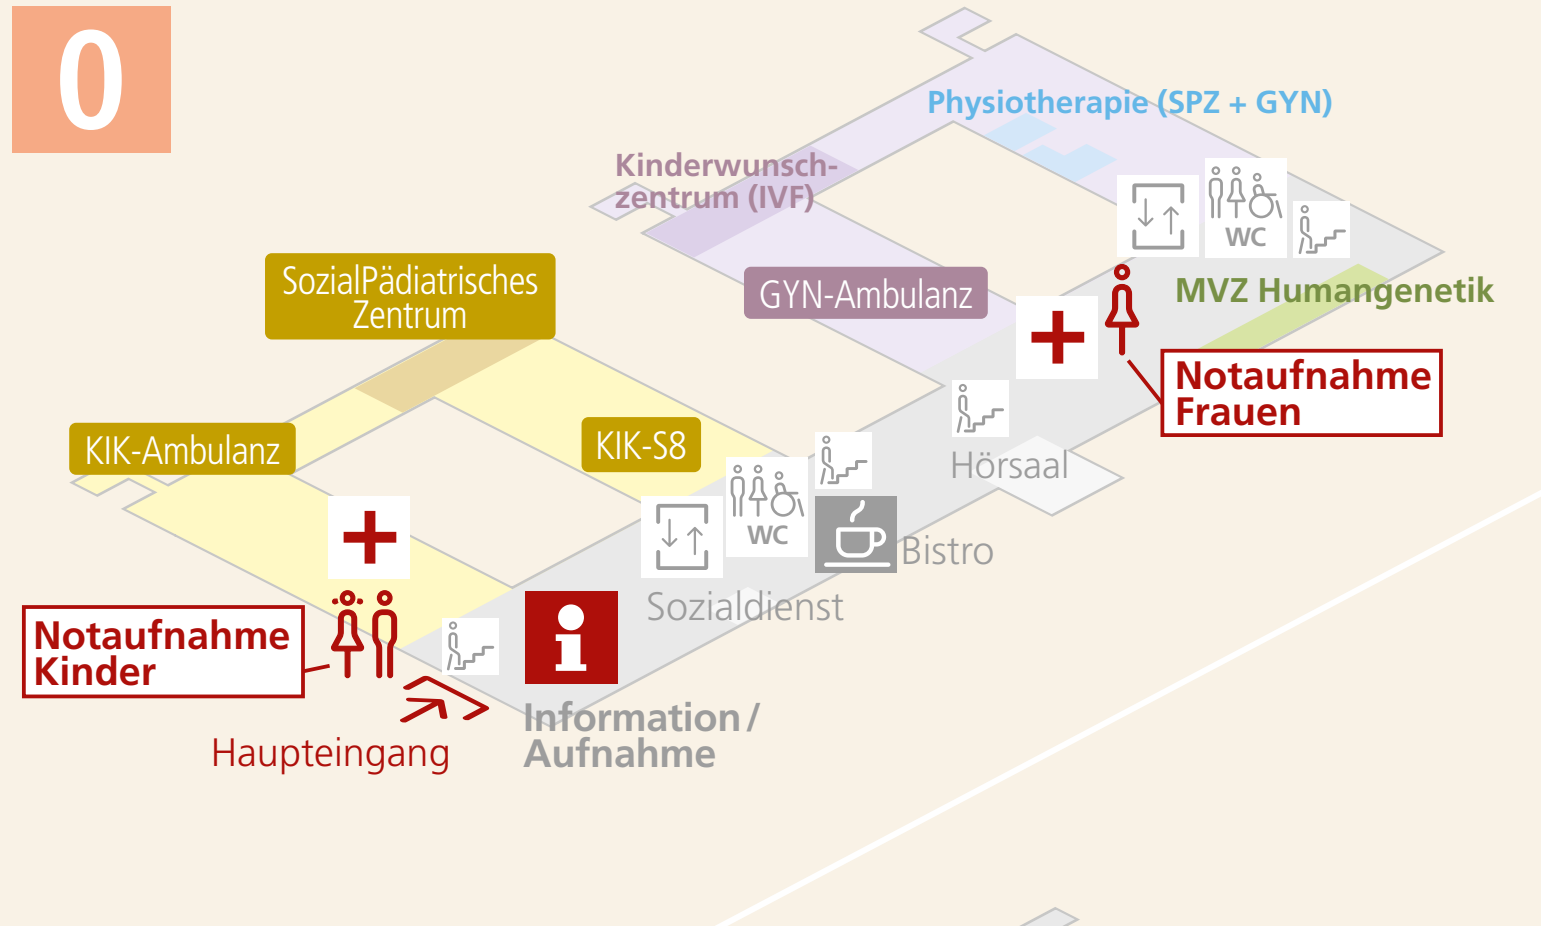 0
Physiotherapie (SPZ + GYN)
Kinderwunsch-
zentrum (IVF)
WC
SozialPädiatrisches
Zentrum
GYN-Ambulanz
MVZ Humangenetik
Notaufnahme
Frauen
KIK-Ambulanz
KIK-S8
Hörsaal
WC
Bistro
Sozialdienst
Notaufnahme
Kinder
i
Information /
Aufnahme
Haupteingang